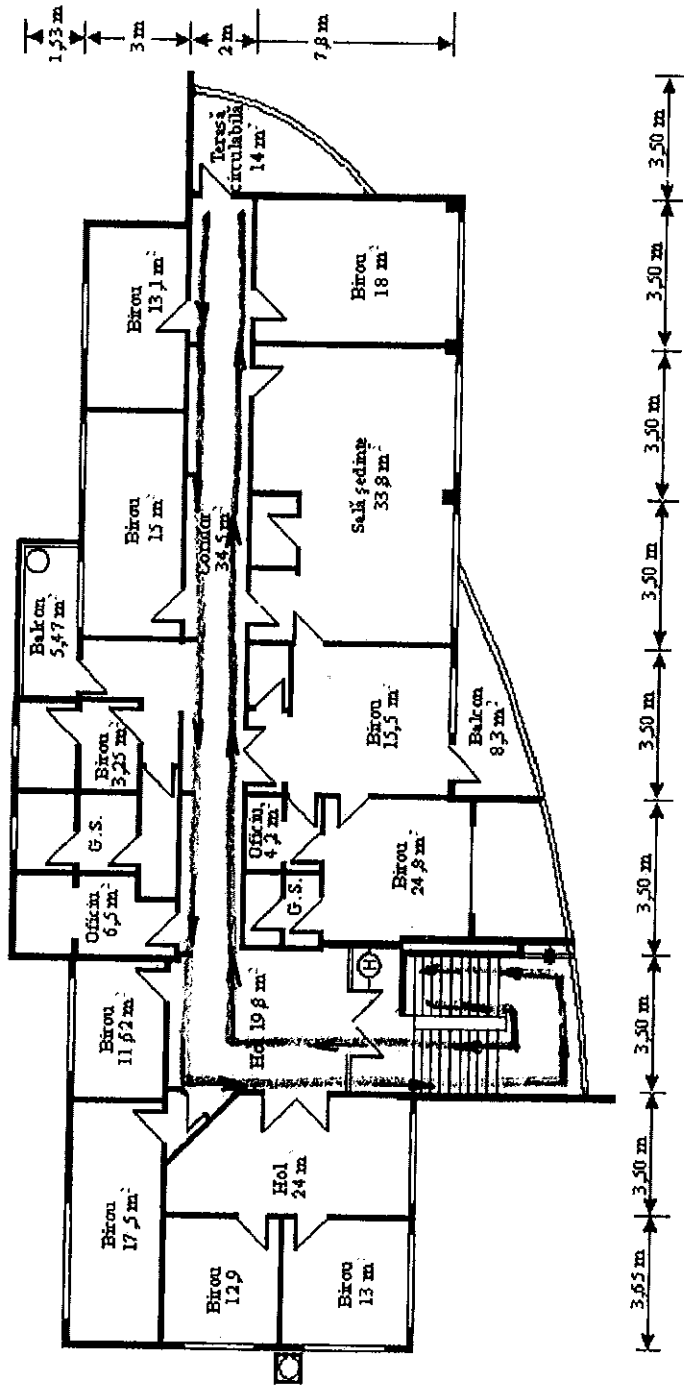 1,53 m
3 m
2 m
7,8 m
Terasă
circulabilă
14 m²
Birou
13,1 m²
Birou
18 m²
Birou
15 m²
Coridor
34,5 m²
Sală ședințe
33,8 m²
Balcon
5,47 m²
Birou
3,25 m²
Birou
15,5 m²
Balcon
8,3 m²
G.S.
Oficiu
4,2 m²
Oficiu
6,5 m²
G.S.
Birou
24,8 m²
Birou
11,62 m²
Hol 19,8 m²
H
Birou
17,5 m²
Hol
24 m
Birou
12,9
Birou
13 m²
3,65 m
3,50 m
3,50 m
3,50 m
3,50 m
3,50 m
3,50 m
3,50 m
3,50 m